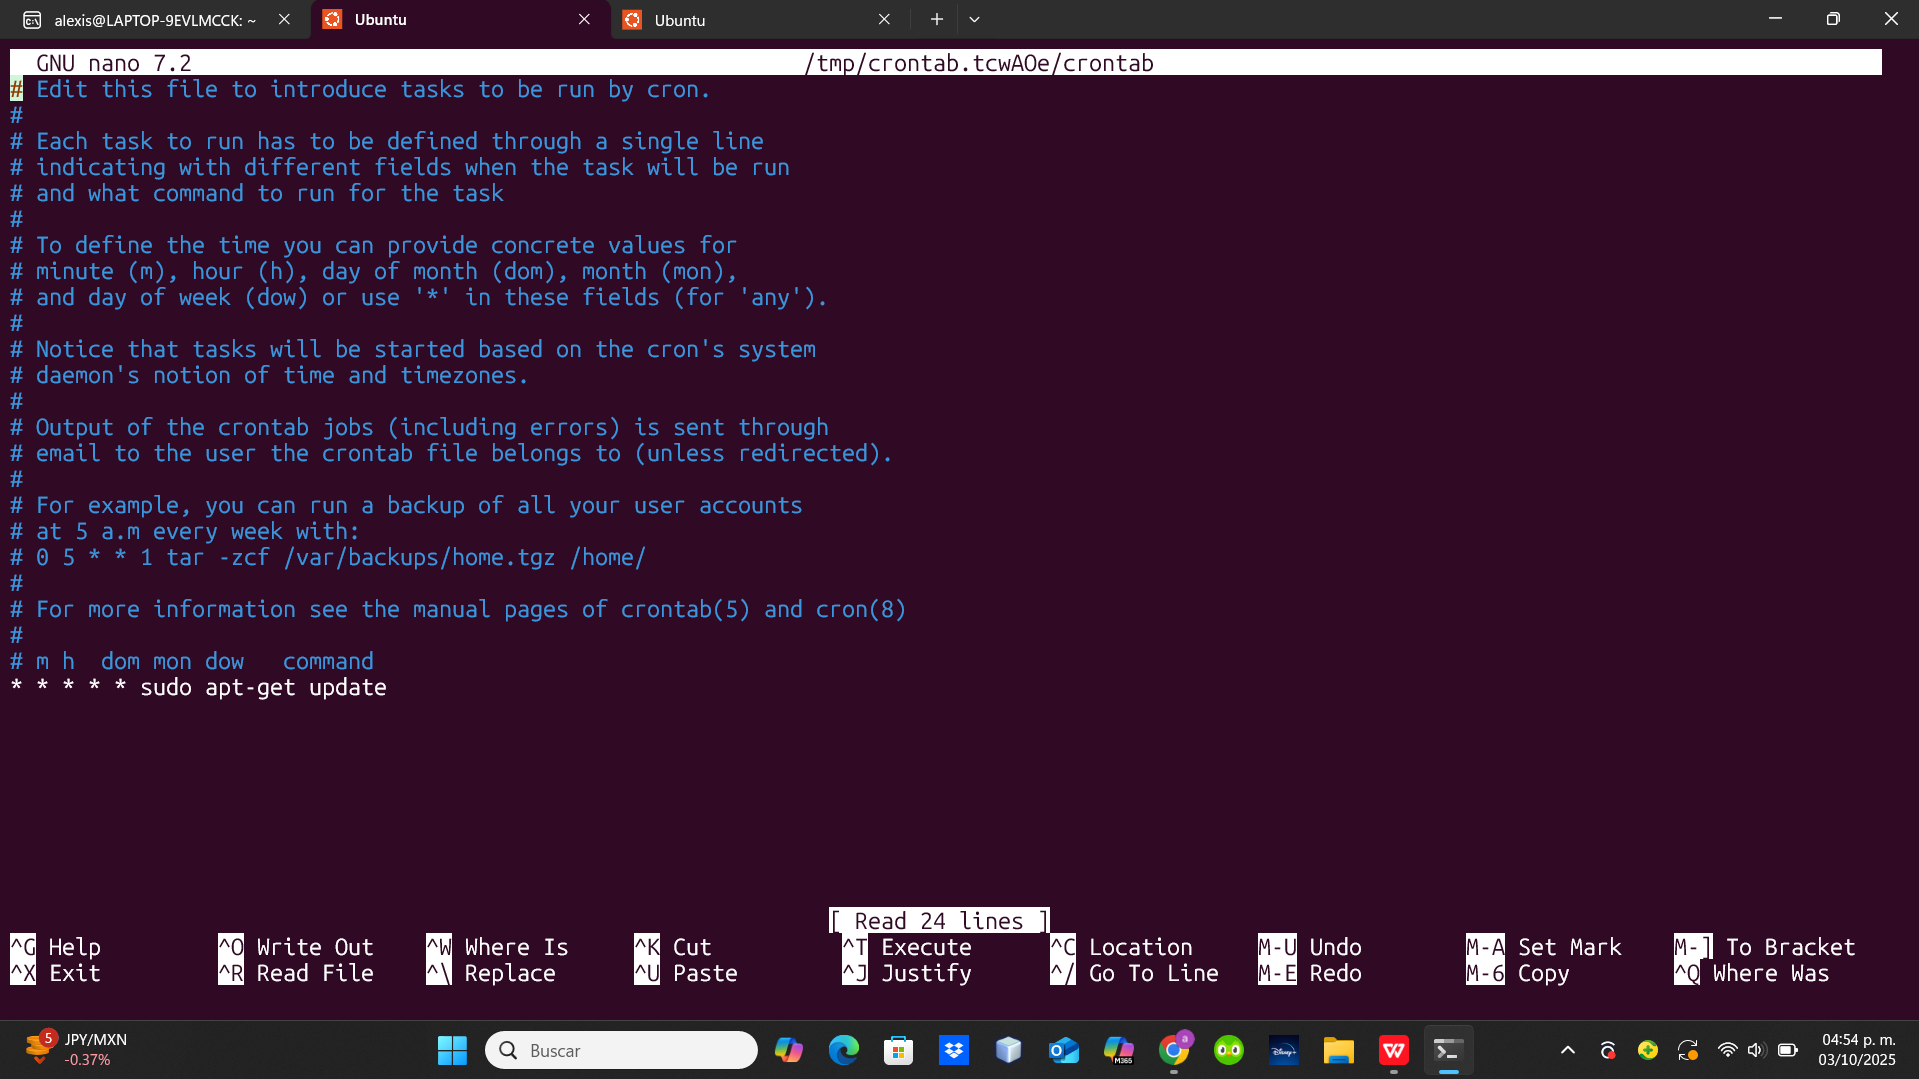 alexis@LAPTOP-9EVLMCCK: ~
Ubuntu
Ubuntu
GNU nano 7.2 /tmp/crontab.tcwAOe/crontab
# Edit this file to introduce tasks to be run by cron.
#
# Each task to run has to be defined through a single line
# indicating with different fields when the task will be run
# and what command to run for the task
#
# To define the time you can provide concrete values for
# minute (m), hour (h), day of month (dom), month (mon),
# and day of week (dow) or use '*' in these fields (for 'any').
#
# Notice that tasks will be started based on the cron's system
# daemon's notion of time and timezones.
#
# Output of the crontab jobs (including errors) is sent through
# email to the user the crontab file belongs to (unless redirected).
#
# For example, you can run a backup of all your user accounts
# at 5 a.m every week with:
# 0 5 * * 1 tar -zcf /var/backups/home.tgz /home/
#
# For more information see the manual pages of crontab(5) and cron(8)
#
# m h  dom mon dow   command
* * * * * sudo apt-get update
[ Read 24 lines ]
^G Help ^O Write Out ^W Where Is ^K Cut ^T Execute ^C Location M-U Undo M-A Set Mark M-] To Bracket
^X Exit ^R Read File ^\ Replace ^U Paste ^J Justify ^/ Go To Line M-E Redo M-6 Copy ^Q Where Was
5
JPY/MXN
-0.37%
Buscar
M365
a
Disney+
04:54 p. m.
03/10/2025